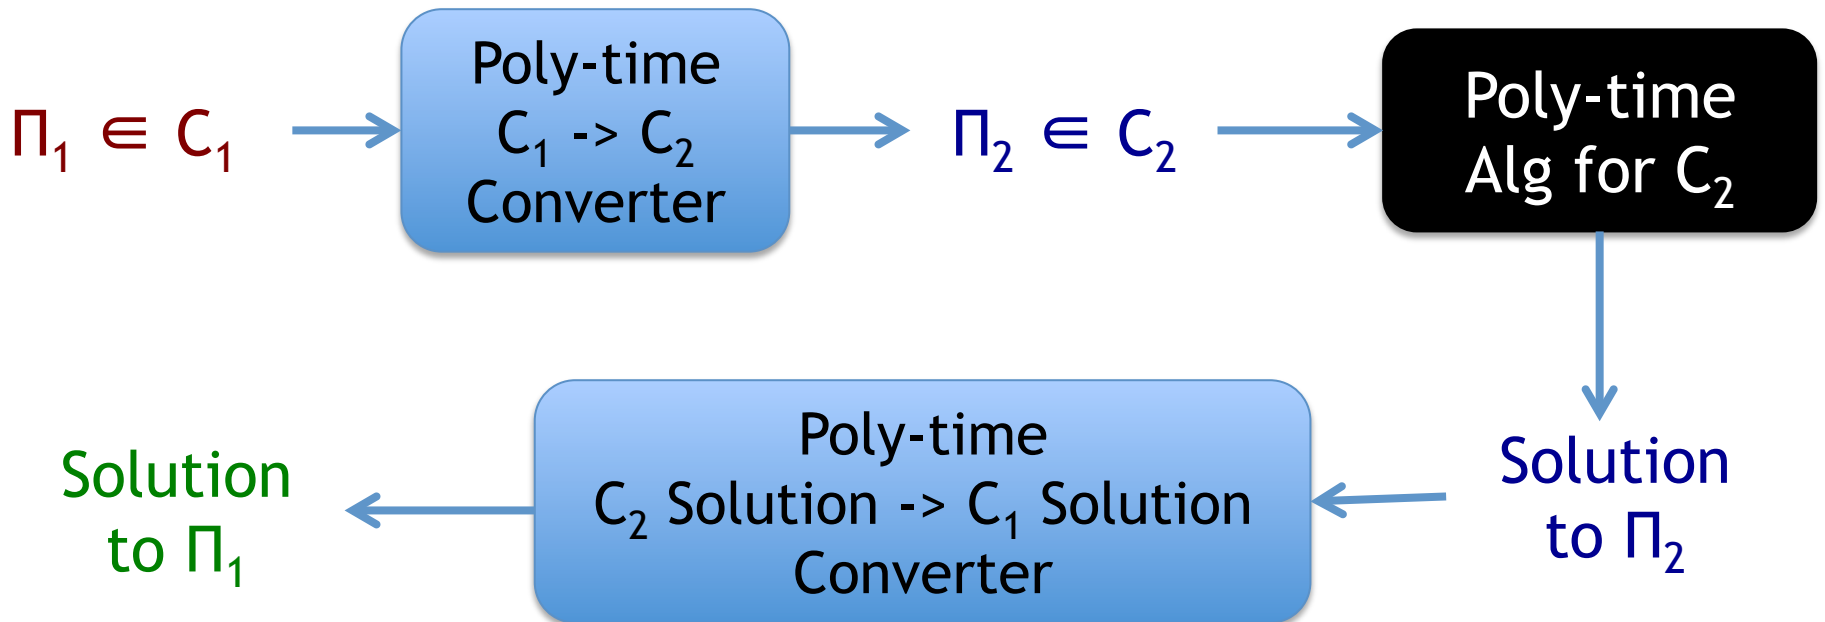 Π₁ ∈ C₁
Poly-time
C₁ -> C₂
Converter
Π₂ ∈ C₂
Poly-time
Alg for C₂
Solution
to Π₂
Poly-time
C₂ Solution -> C₁ Solution
Converter
Solution
to Π₁